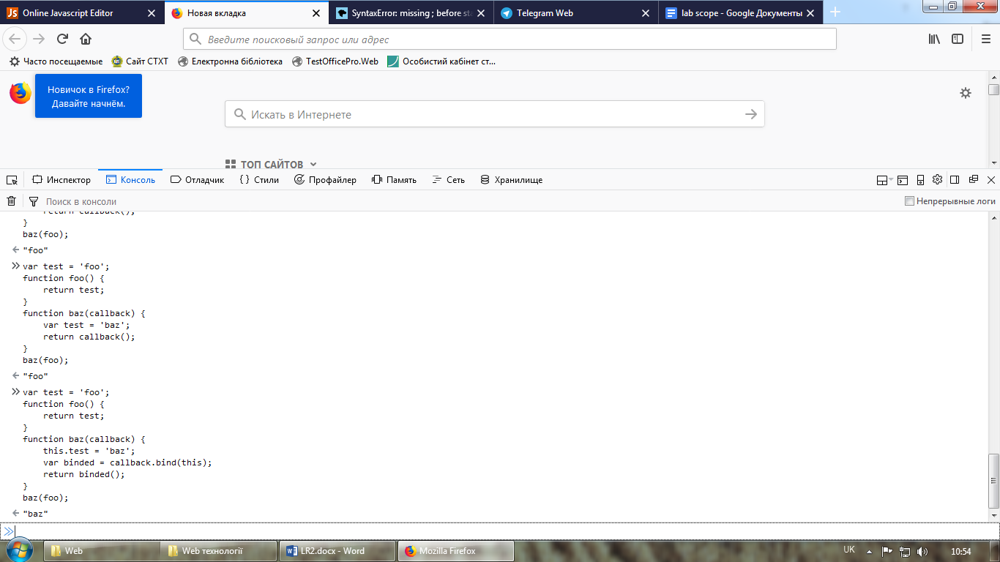 Online Javascript Editor
Новая вкладка
SyntaxError: missing ; before sta
Telegram Web
lab scope - Google Документы
Введите поисковый запрос или адрес
Часто посещаемые
Сайт СТХТ
Електронна бібліотека
TestOfficePro.Web
Особистий кабінет ст...
Новичок в Firefox?
Давайте начнём.
Искать в Интернете
ТОП САЙТОВ
Инспектор
Консоль
Отладчик
Стили
Профайлер
Память
Сеть
Хранилище
Поиск в консоли
Непрерывные логи
return callback();
}
baz(foo);
"foo"
var test = 'foo';
function foo() {
return test;
}
function baz(callback) {
var test = 'baz';
return callback();
}
baz(foo);
"foo"
var test = 'foo';
function foo() {
return test;
}
function baz(callback) {
this.test = 'baz';
var binded = callback.bind(this);
return binded();
}
baz(foo);
"baz"
Web
Web технології
LR2.docx - Word
Mozilla Firefox
UK
10:54